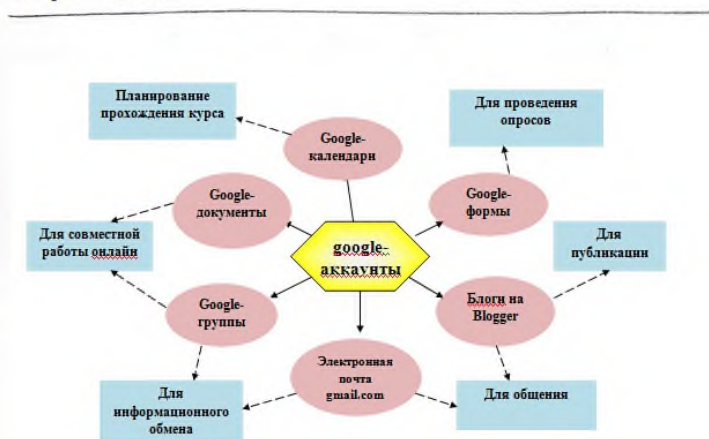 Планирование
прохождения курса
Для проведения
опросов
Google-
календари
Google-
документы
Google-
формы
Для совместной
работы онлайн
google-
аккаунты
Для
публикации
Google-
группы
Блоги на
Blogger
Электронная
почта
gmail.com
Для
информационного
обмена
Для общения